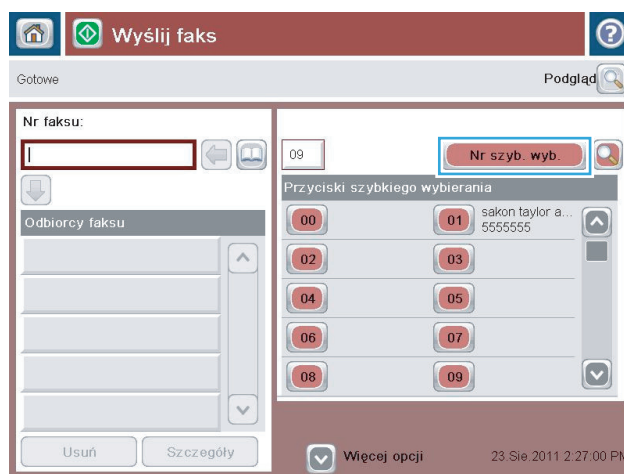 Wyślij faks
Gotowe
Podgląd
Nr faksu:
09
Nr szyb. wyb.
Przyciski szybkiego wybierania
Odbiorcy faksu
00
01
sakon taylor a...
5555555
02
03
04
05
06
07
08
09
Usuń
Szczegóły
Więcej opcji
23.Sie.2011 2:27:00 PM